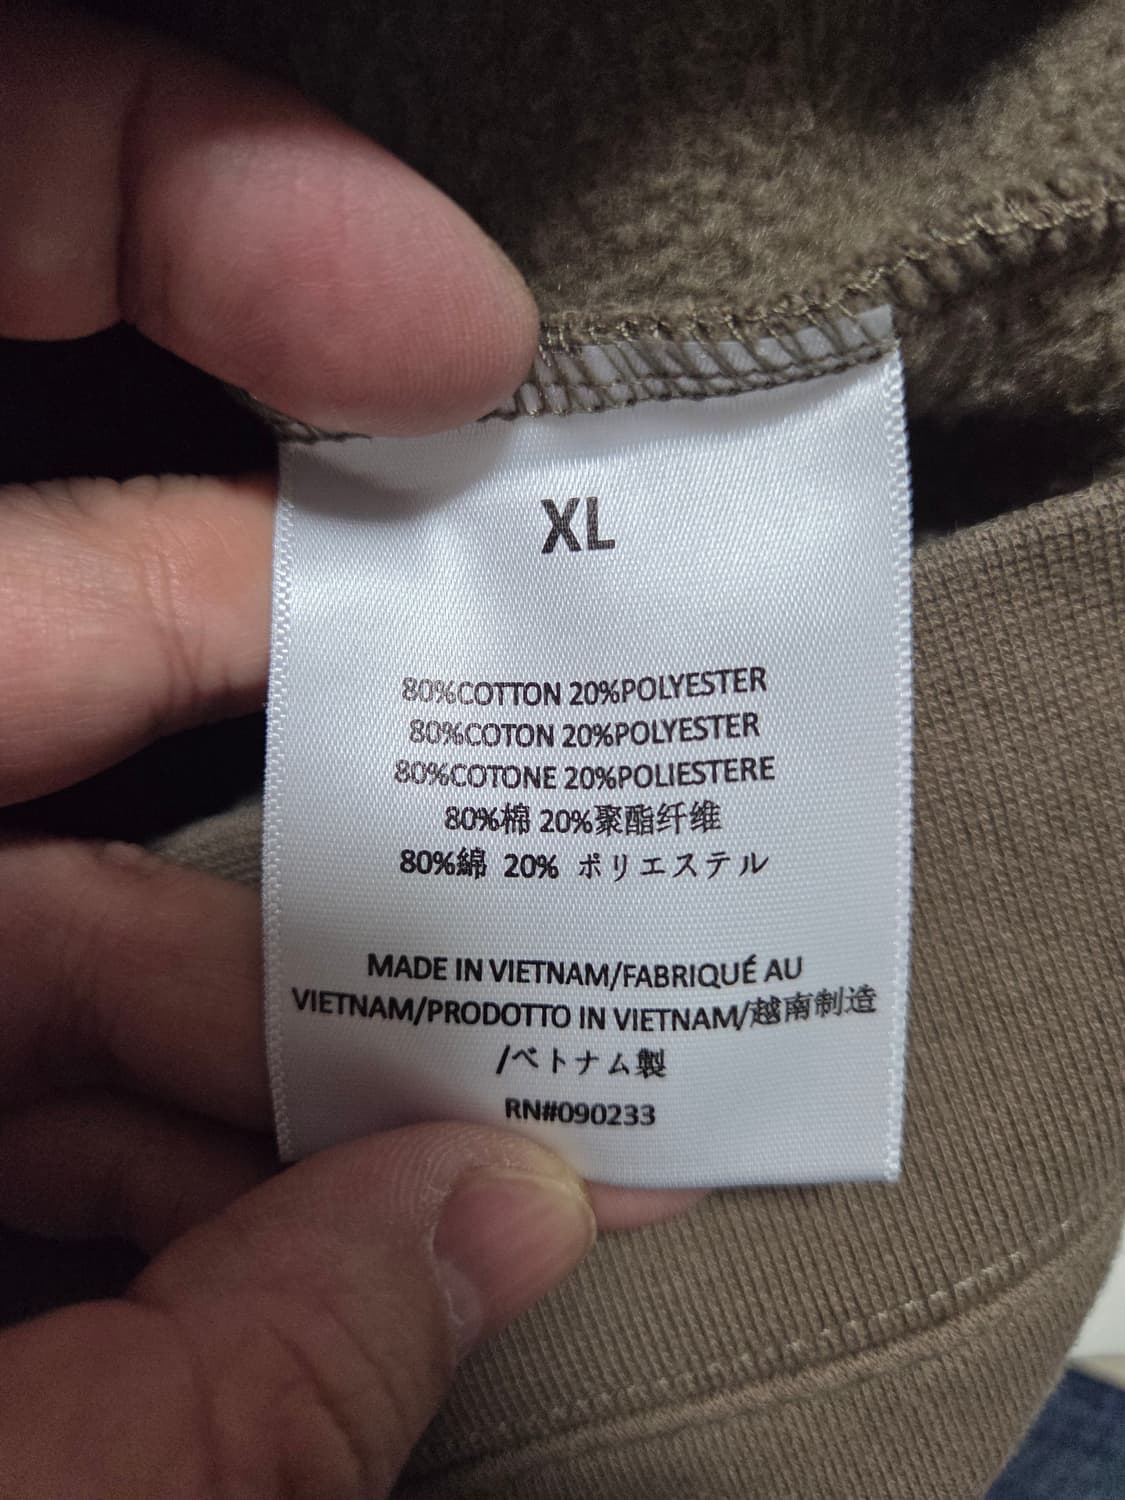 XL
80%COTTON 20%POLYESTER
80%COTON 20%POLYESTER
80%COTONE 20%POLIESTERE
80%棉 20%聚酯纤维
80%綿 20% ポリエステル
MADE IN VIETNAM/FABRIQUÉ AU
VIETNAM/PRODOTTO IN VIETNAM/越南制造
/ベトナム製
RN#090233